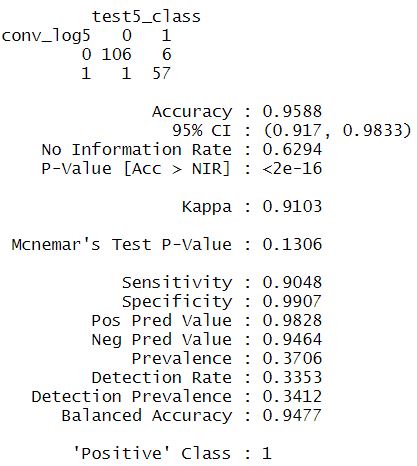 test5_class
conv_log5 0 1
0 106 6
1 1 57
Accuracy : 0.9588
95% CI : (0.917, 0.9833)
No Information Rate : 0.6294
P-Value [Acc > NIR] : <2e-16
Kappa : 0.9103
Mcnemar's Test P-Value : 0.1306
Sensitivity : 0.9048
Specificity : 0.9907
Pos Pred Value : 0.9828
Neg Pred Value : 0.9464
Prevalence : 0.3706
Detection Rate : 0.3353
Detection Prevalence : 0.3412
Balanced Accuracy : 0.9477
'Positive' Class : 1